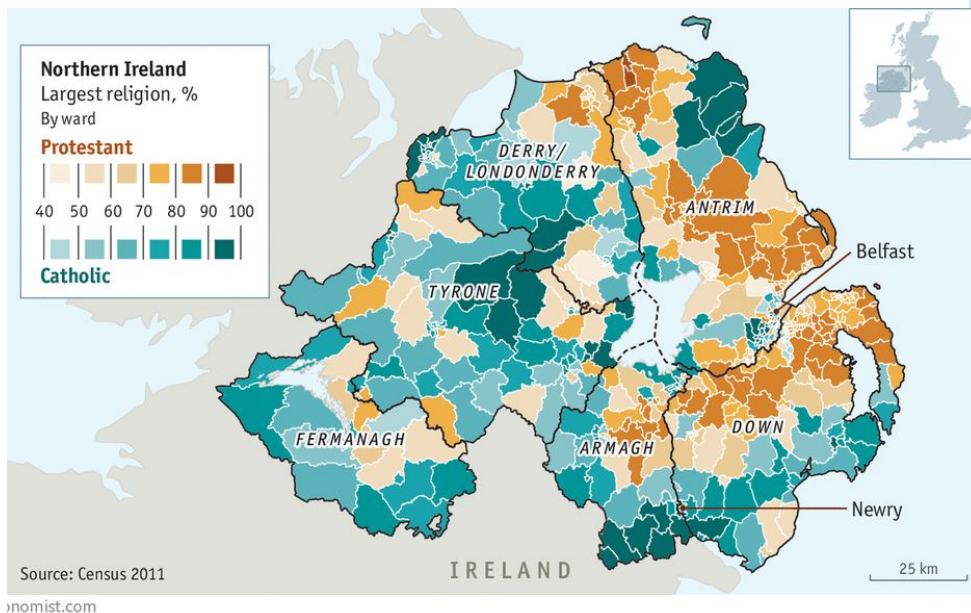 Northern Ireland
Largest religion, %
By ward
Protestant
40 50 60 70 80 90 100
Catholic
DERRY/
LONDONDERRY
ANTRIM
Belfast
TYRONE
FERMANAGH
ARMAGH
DOWN
Newry
IRELAND
Source: Census 2011
25 km
onomist.com